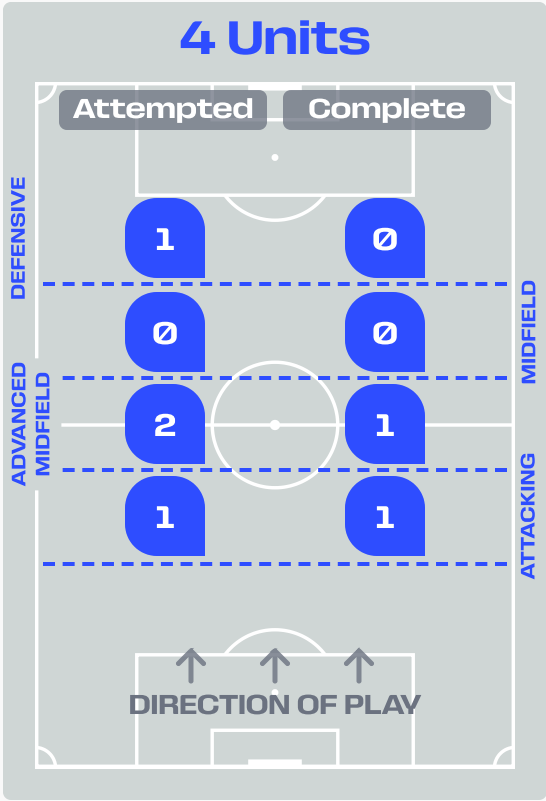 4 Units
Attempted
Complete
DEFENSIVE
1
0
MIDFIELD
0
0
ADVANCED
MIDFIELD
2
1
ATTACKING
1
1
DIRECTION OF PLAY